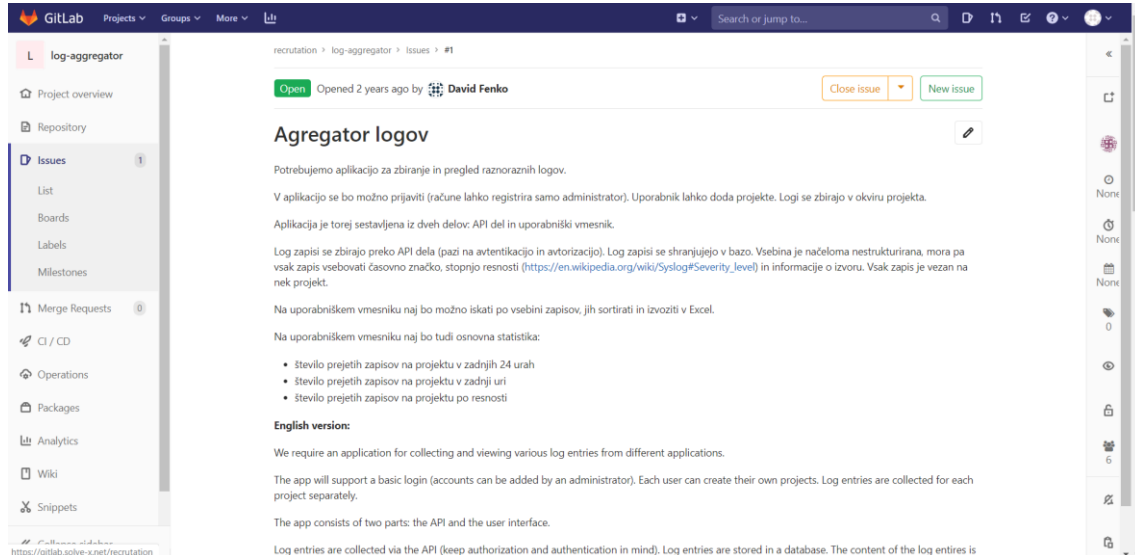 GitLab Projects Groups More Search or jump to...
L log-aggregator
Project overview
Repository
Issues 1
List
Boards
Labels
Milestones
Merge Requests 0
CI / CD
Operations
Packages
Analytics
Wiki
Snippets
Collapse sidebar
https://gitlab.solve-x.net/recrutation
recrutation > log-aggregator > Issues > #1
Open Opened 2 years ago by David Fenko Close issue New issue
Agregator logov
Potrebujemo aplikacijo za zbiranje in pregled raznoraznih logov.
V aplikacijo se bo možno prijaviti (račune lahko registrira samo administrator). Uporabnik lahko doda projekte. Logi se zbirajo v okviru projekta.
Aplikacija je torej sestavljena iz dveh delov: API del in uporabniški vmesnik.
Log zapisi se zbirajo preko API dela (pazi na avtentikacijo in avtorizacijo). Log zapisi se shranjujejo v bazo. Vsebina je načeloma nestrukturirana, mora pa
vsak zapis vsebovati časovno značko, stopnjo resnosti (https://en.wikipedia.org/wiki/Syslog#Severity_level) in informacije o izvoru. Vsak zapis je vezan na
nek projekt.
Na uporabniškem vmesniku naj bo možno iskati po vsebini zapisov, jih sortirati in izvoziti v Excel.
Na uporabniškem vmesniku naj bo tudi osnovna statistika:
• število prejetih zapisov na projektu v zadnjih 24 urah
• število prejetih zapisov na projektu v zadnji uri
• število prejetih zapisov na projektu po resnosti
English version:
We require an application for collecting and viewing various log entries from different applications.
The app will support a basic login (accounts can be added by an administrator). Each user can create their own projects. Log entries are collected for each
project separately.
The app consists of two parts: the API and the user interface.
Log entries are collected via the API (keep authorization and authentication in mind). Log entries are stored in a database. The content of the log entires is
None
None
None
0
6